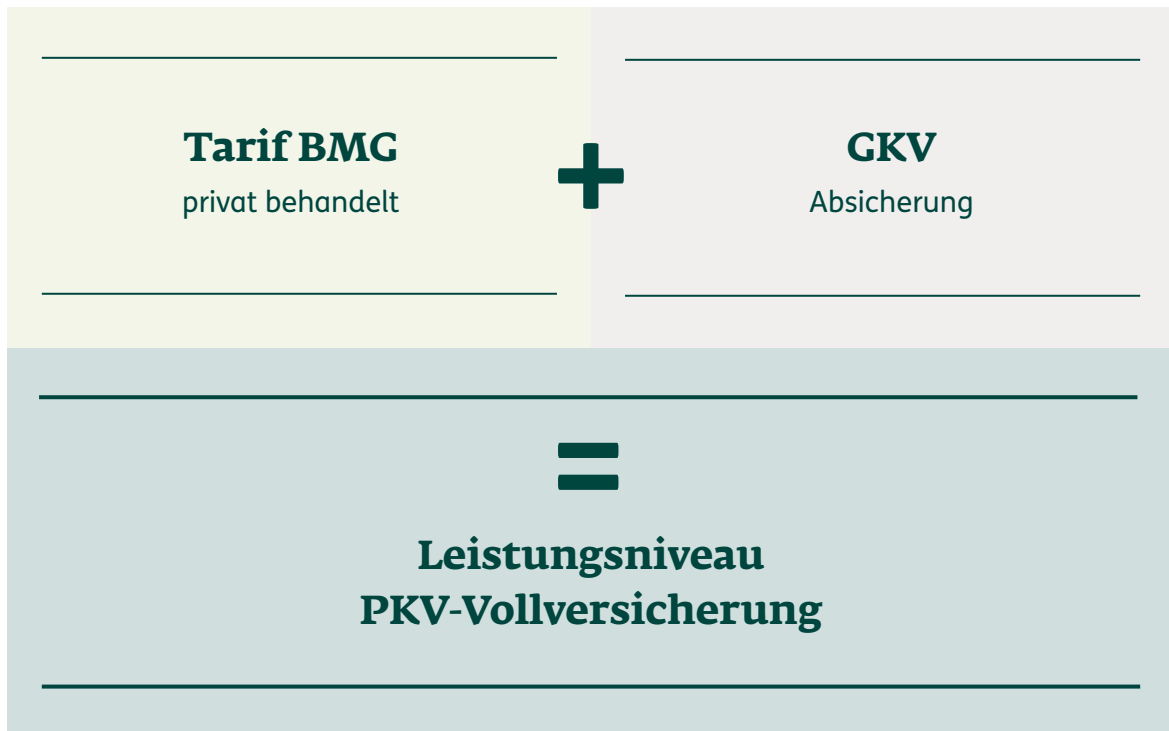 Tarif BMG
privat behandelt
+
GKV
Absicherung
=
Leistungsniveau
PKV-Vollversicherung